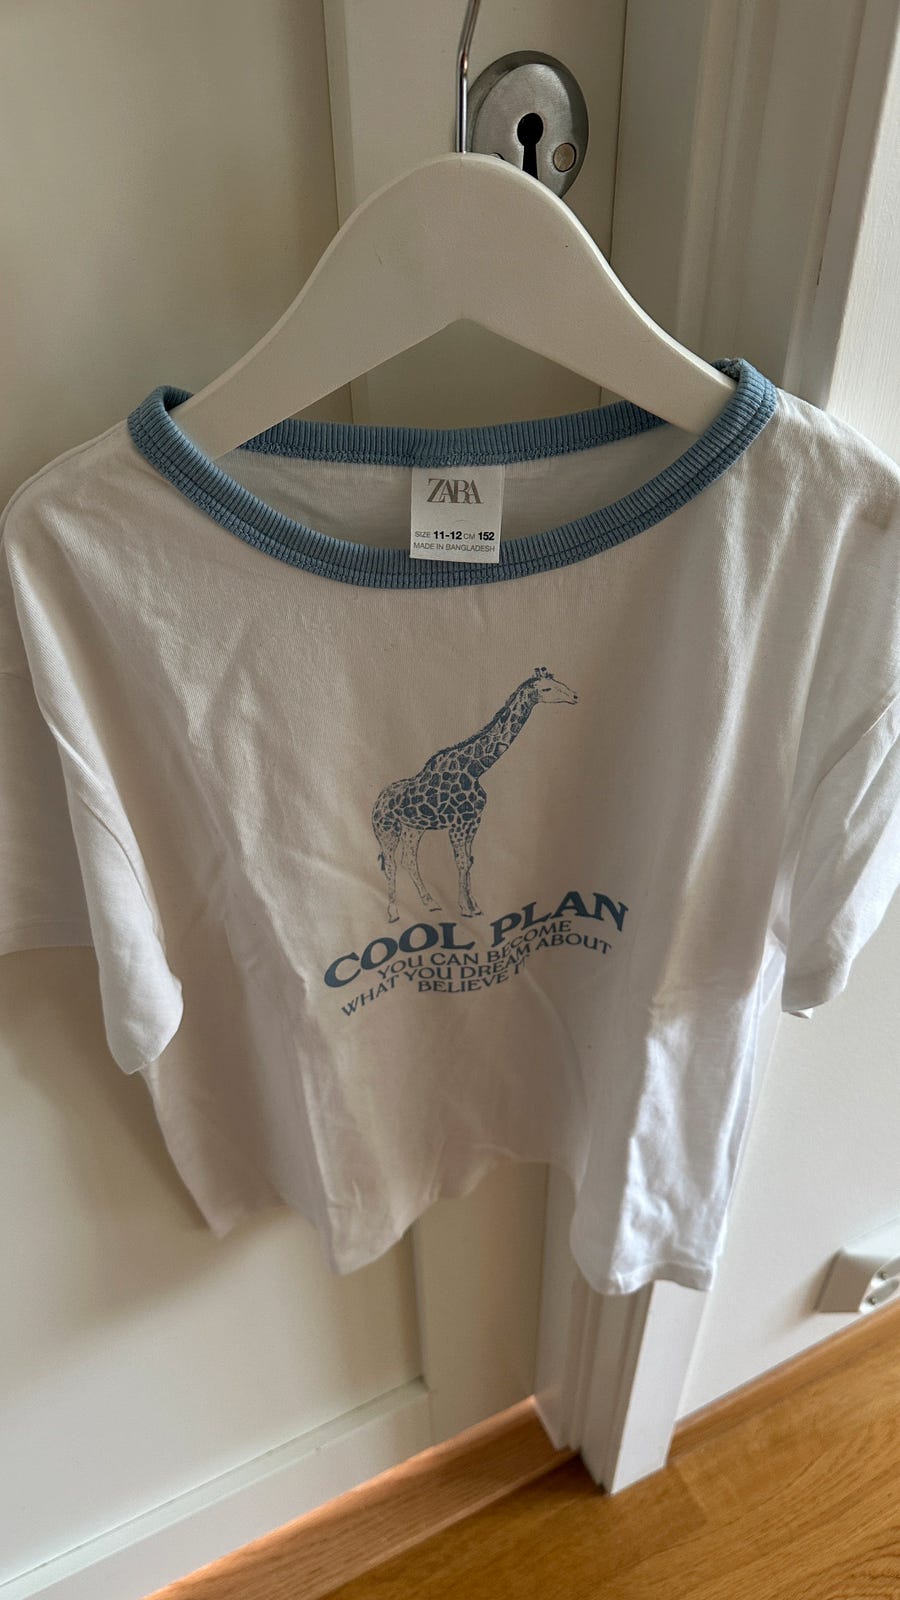 ZARA
SIZE 11-12 CM 152
MADE IN BANGLADESH
COOL PLAN
YOU CAN BECOME
WHAT YOU DREAM ABOUT
BELIEVE